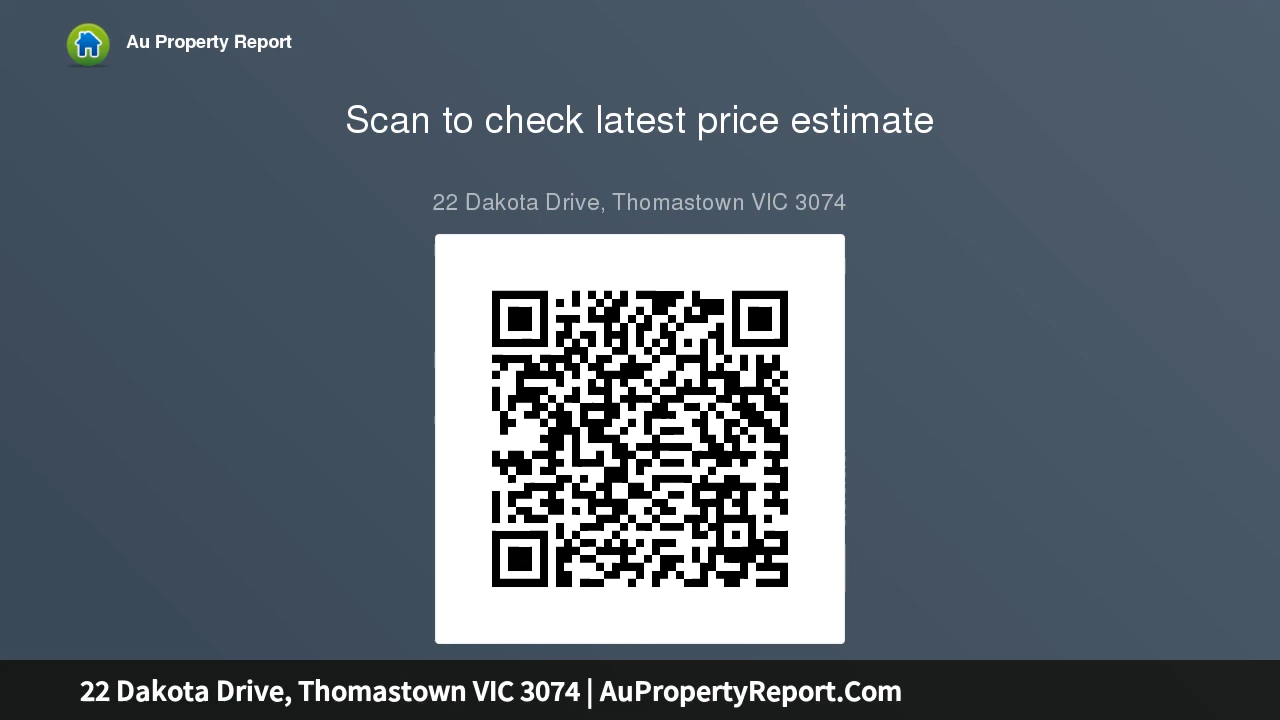 Au Property Report
Scan to check latest price estimate
22 Dakota Drive, Thomastown VIC 3074
22 Dakota Drive, Thomastown VIC 3074 | AuPropertyReport.Com